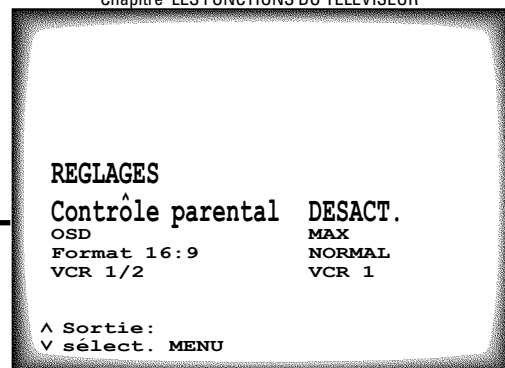 Chapitre LES FONCTIONS DU TELEVISEUR
REGLAGES
Contrôle parental DESACT.
OSD MAX
Format 16:9 NORMAL
VCR 1/2 VCR 1
∧ Sortie:
∨ sélect. MENU